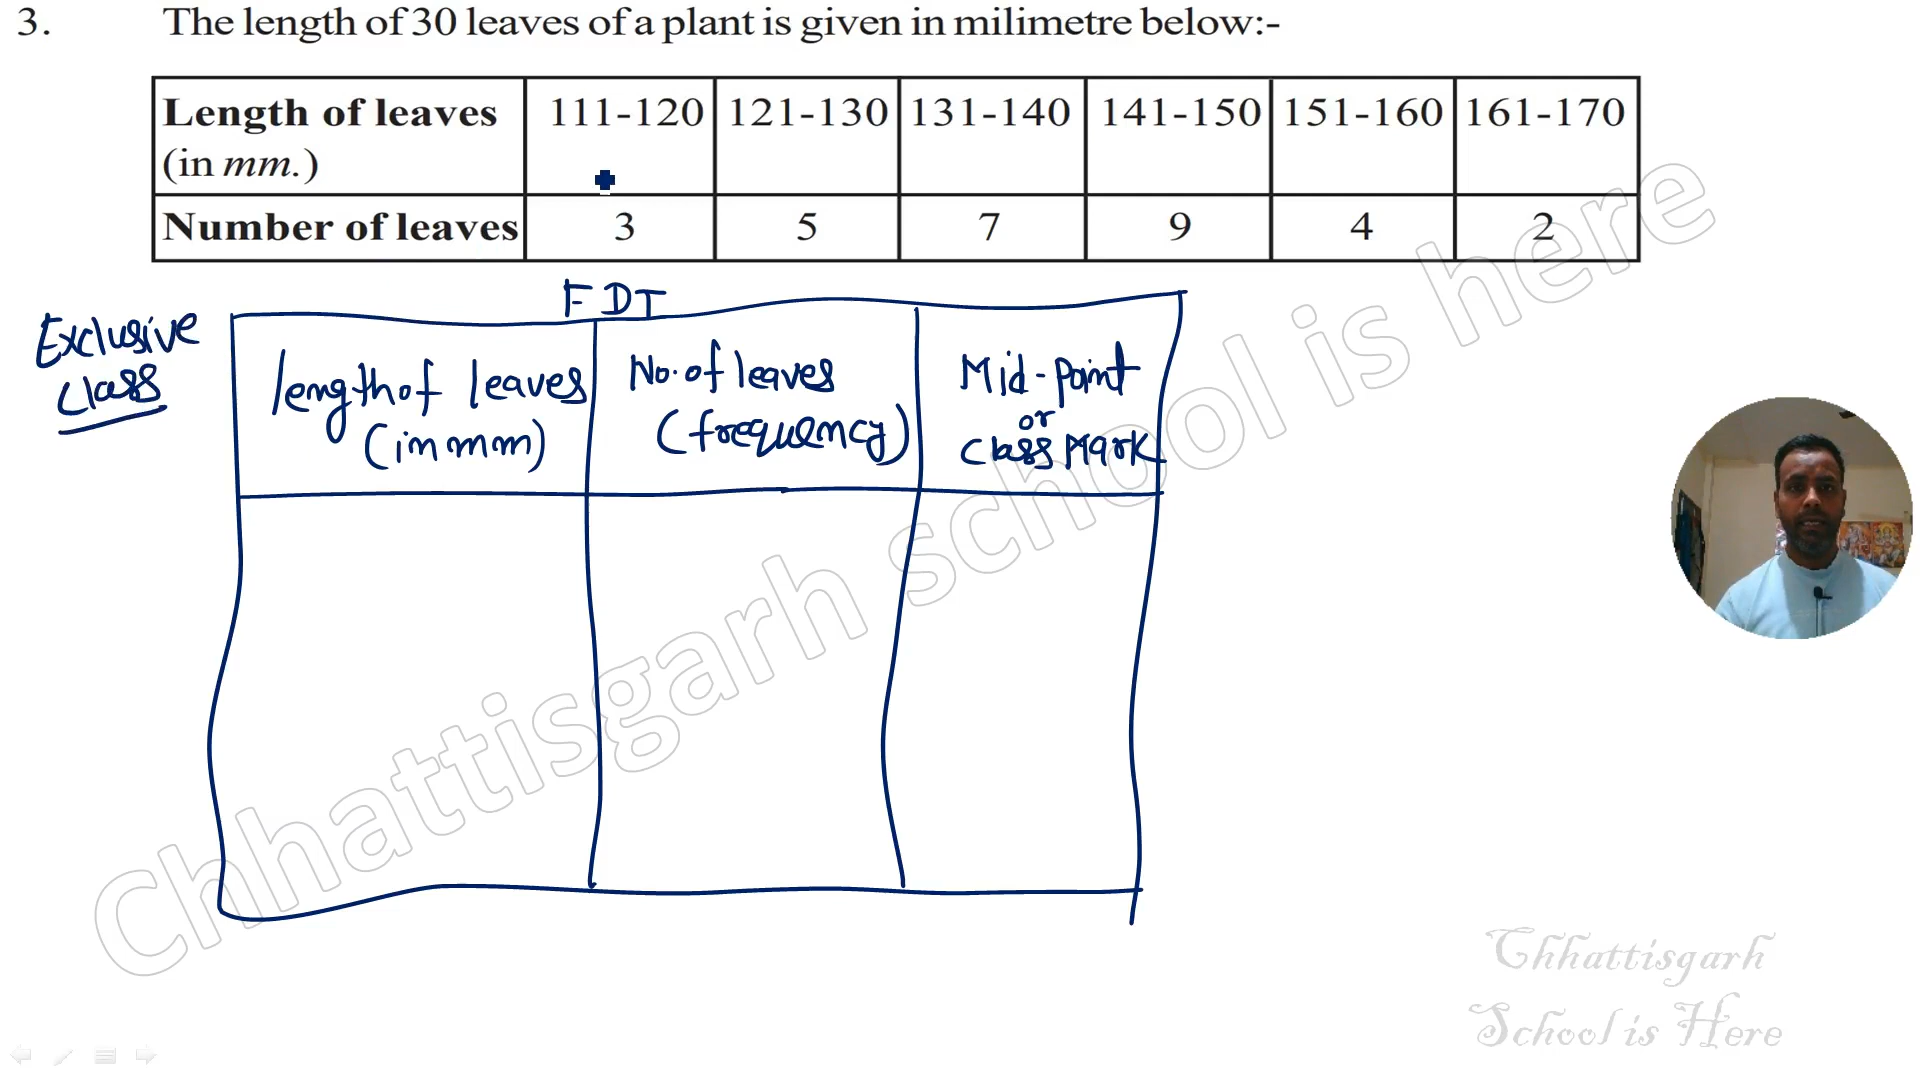 3. The length of 30 leaves of a plant is given in milimetre below:-
Length of leaves (in mm.) 111-120 121-130 131-140 141-150 151-160 161-170
Number of leaves 3 5 7 9 4 2
FDT
Exclusive
class
length of leaves
(in mm)
No. of leaves
(frequency)
Mid-Point
or
Class Mark
Chhattisgarh school is here
Chhattisgarh
School is Here